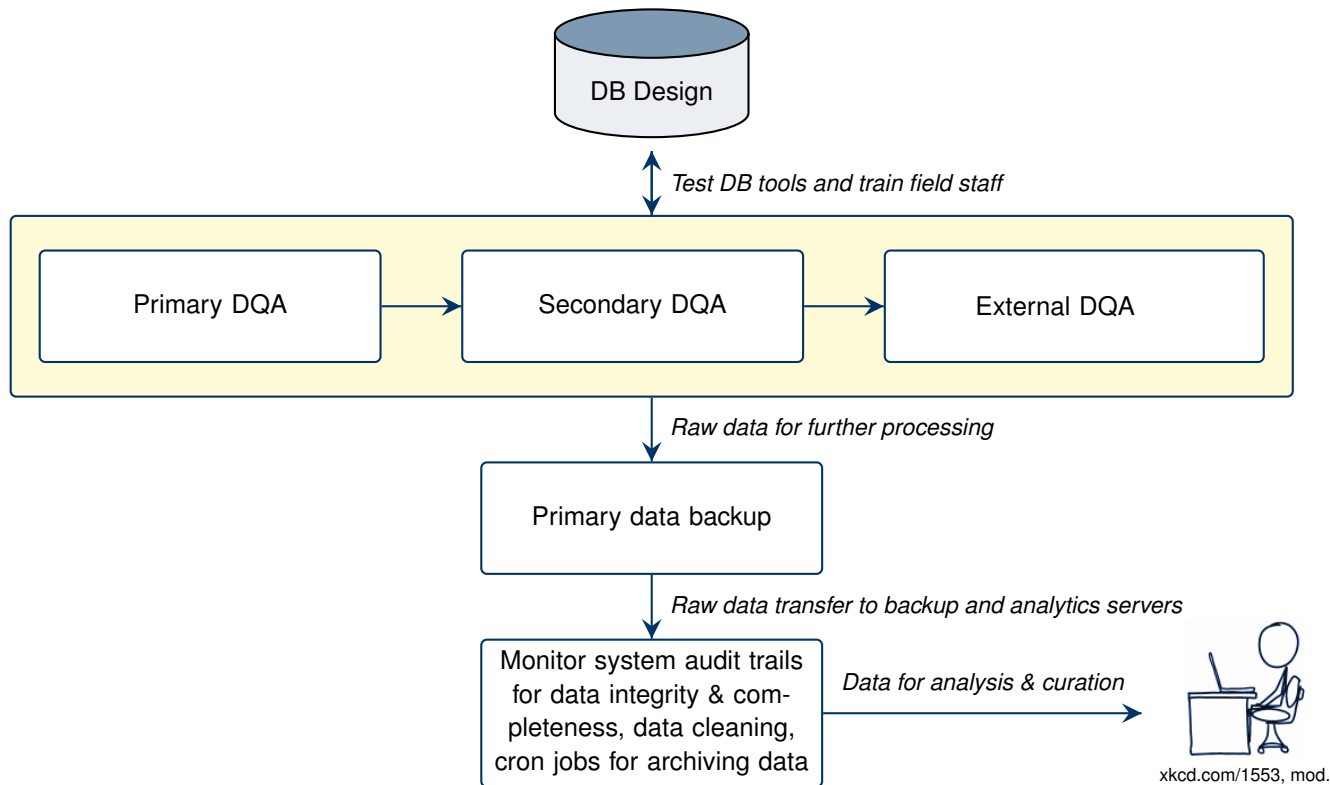 DB Design
Test DB tools and train field staff
Primary DQA
Secondary DQA
External DQA
Raw data for further processing
Primary data backup
Raw data transfer to backup and analytics servers
Monitor system audit trails
for data integrity & com-
pleteness, data cleaning,
cron jobs for archiving data
Data for analysis & curation
xkcd.com/1553, mod.